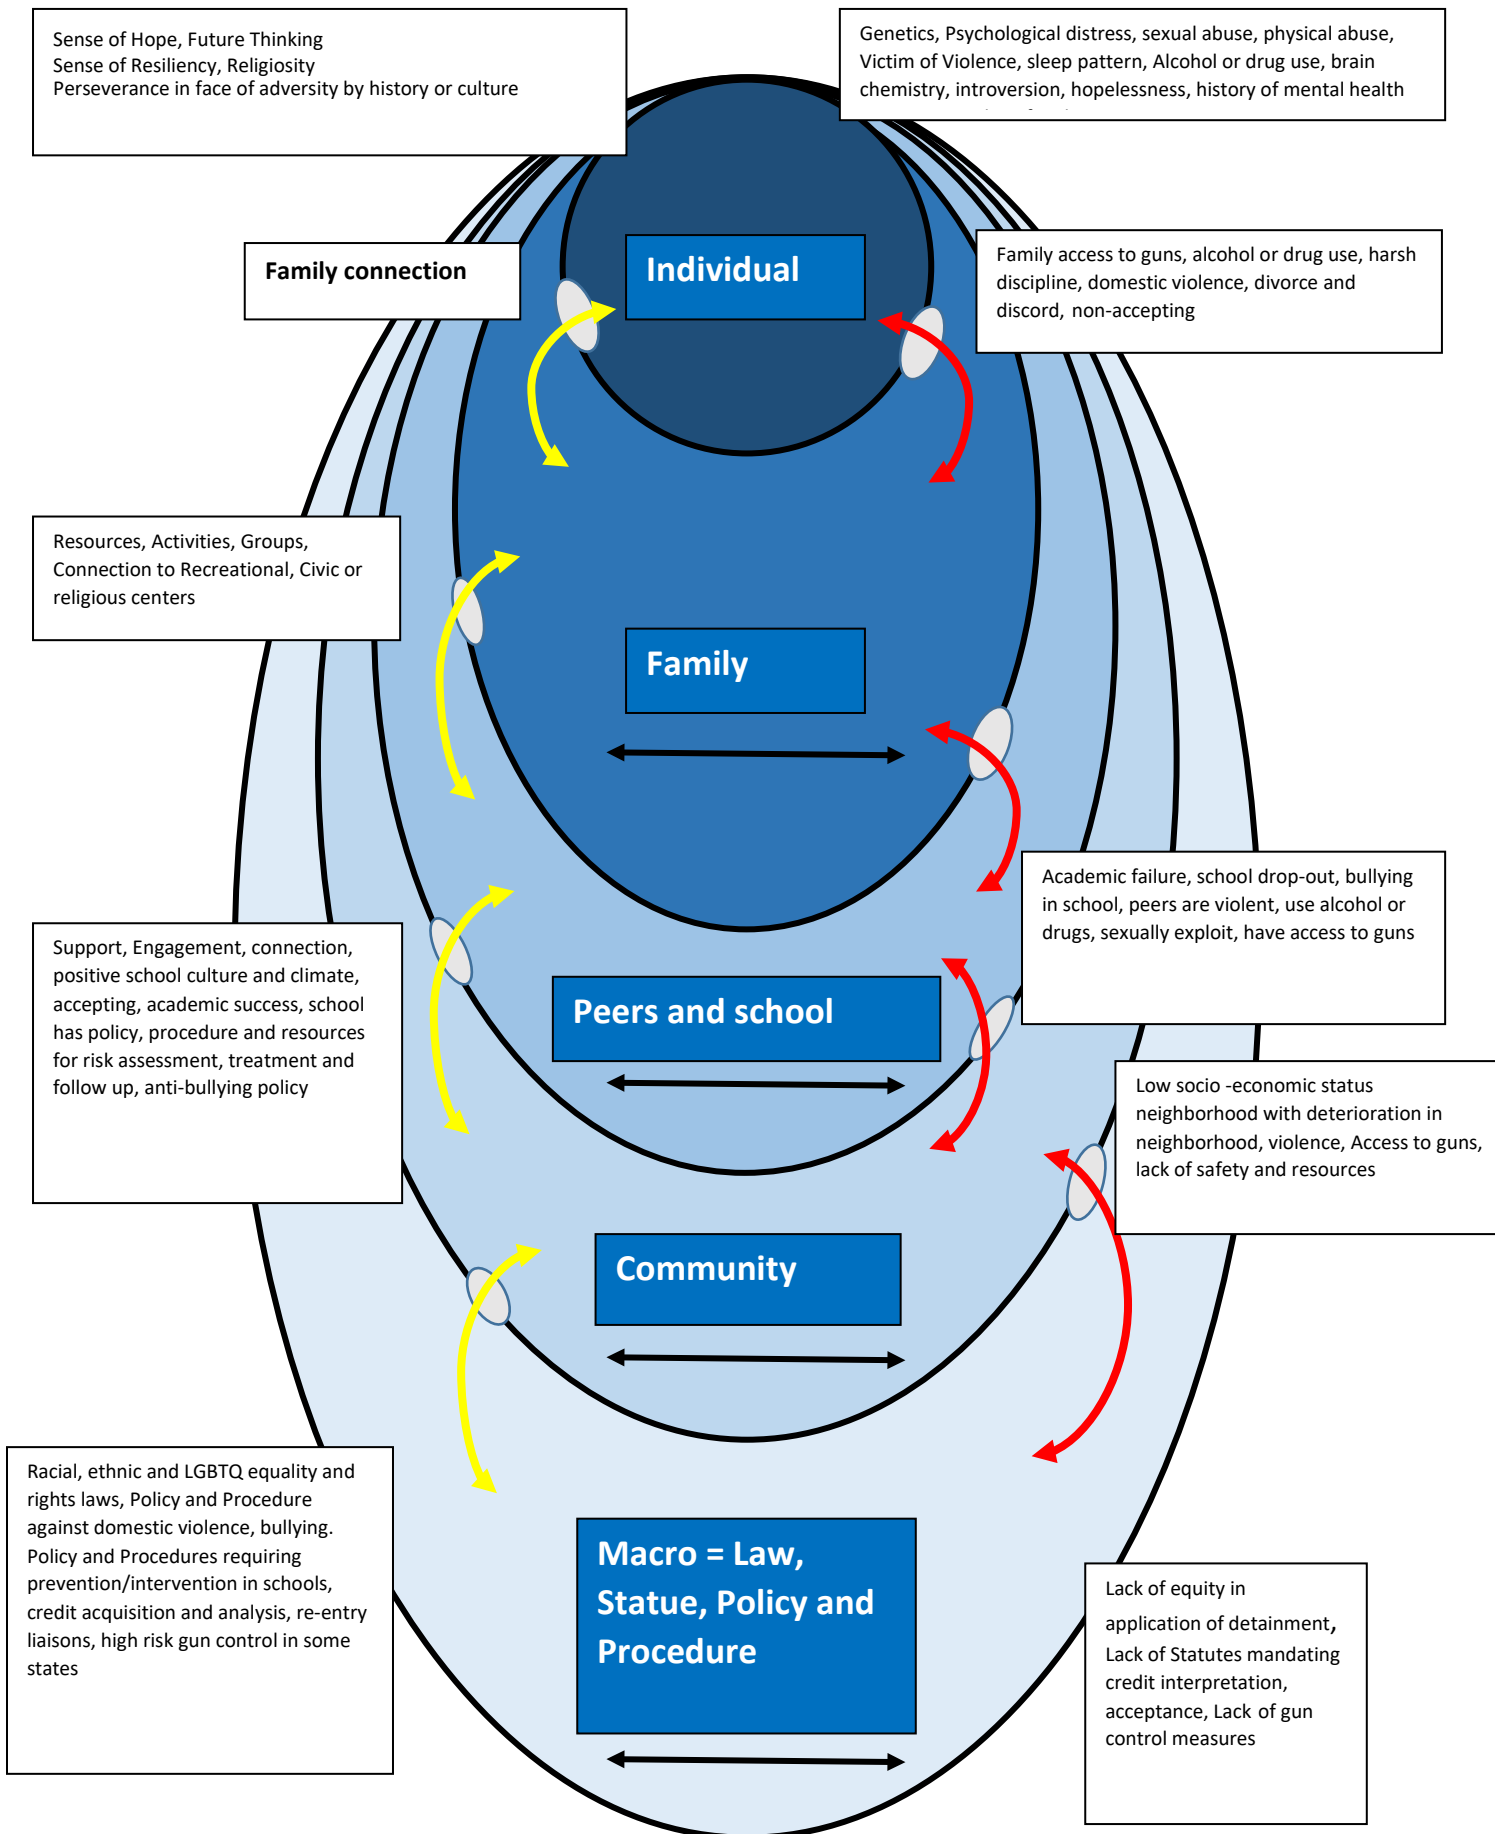 Sense of Hope, Future Thinking
Sense of Resiliency, Religiosity
Perseverance in face of adversity by history or culture
Genetics, Psychological distress, sexual abuse, physical abuse,
Victim of Violence, sleep pattern, Alcohol or drug use, brain
chemistry, introversion, hopelessness, history of mental health
Family connection
Individual
Family access to guns, alcohol or drug use, harsh
discipline, domestic violence, divorce and
discord, non-accepting
Resources, Activities, Groups,
Connection to Recreational, Civic or
religious centers
Family
Academic failure, school drop-out, bullying
in school, peers are violent, use alcohol or
drugs, sexually exploit, have access to guns
Support, Engagement, connection,
positive school culture and climate,
accepting, academic success, school
has policy, procedure and resources
for risk assessment, treatment and
follow up, anti-bullying policy
Peers and school
Low socio -economic status
neighborhood with deterioration in
neighborhood, violence, Access to guns,
lack of safety and resources
Community
Racial, ethnic and LGBTQ equality and
rights laws, Policy and Procedure
against domestic violence, bullying.
Policy and Procedures requiring
prevention/intervention in schools,
credit acquisition and analysis, re-entry
liaisons, high risk gun control in some
states
Macro = Law,
Statue, Policy and
Procedure
Lack of equity in
application of detainment,
Lack of Statutes mandating
credit interpretation,
acceptance, Lack of gun
control measures